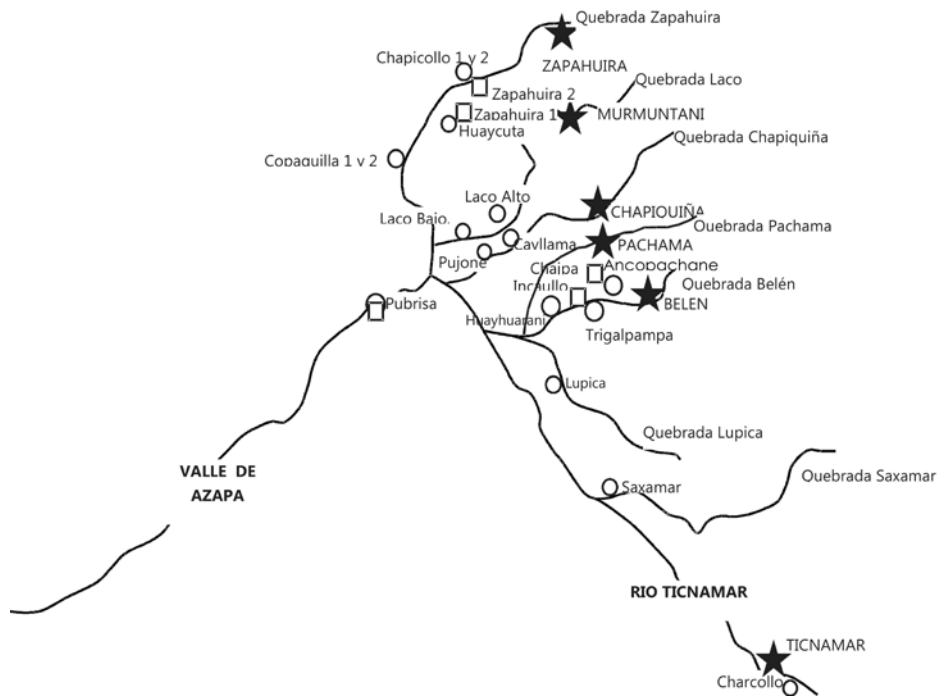 Quebrada Zapahuira
Chapicollo 1 y 2
ZAPAHUIRA
Quebrada Laco
Zapahuira 2
Zapahuira 1
MURMUNTANI
Huaycuta
Quebrada Chapiquiña
Copaquilla 1 y 2
Laco Alto
CHAPIQUIÑA
Laco Bajo.
Quebrada Pachama
Cavllama
PACHAMA
Pujone
Chajpa
Ancopachane
Incaullo
Quebrada Belén
Pubrisa
BELEN
Huayhuarani
Trigalpampa
Lupica
Quebrada Lupica
VALLE DE
AZAPA
Quebrada Saxamar
Saxamar
RIO TICNAMAR
TICNAMAR
Charcollo